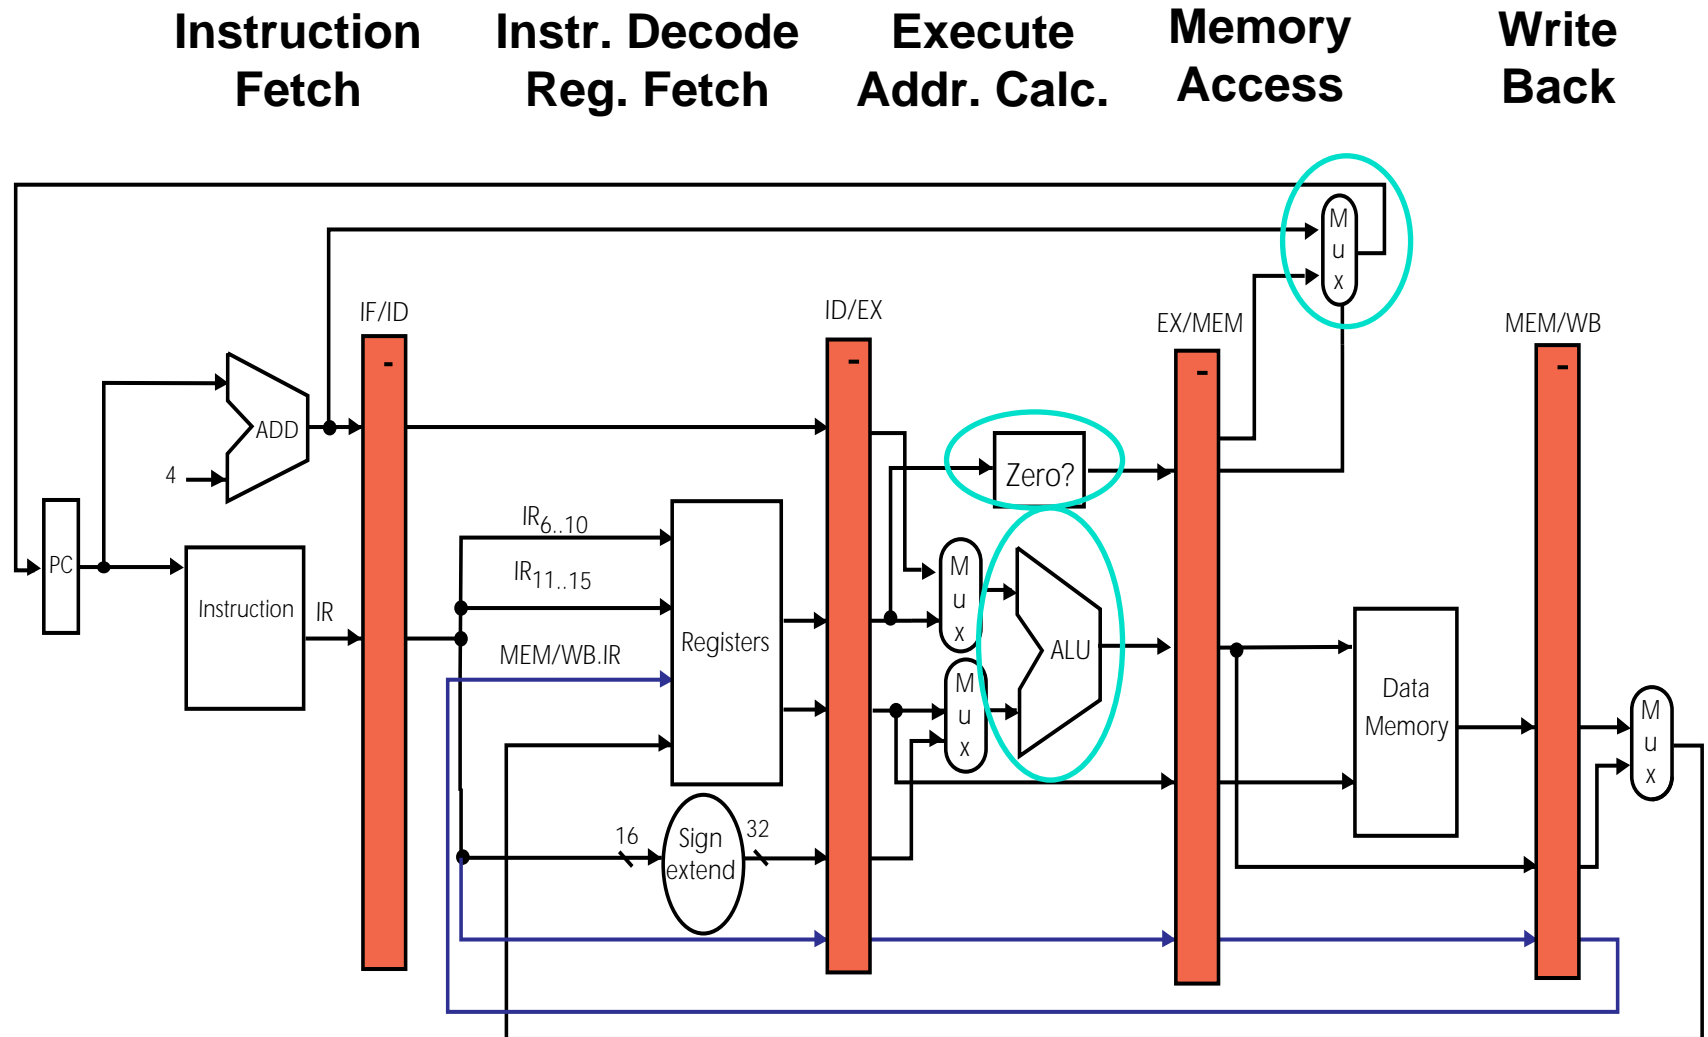 Instruction
Fetch
Instr. Decode
Reg. Fetch
Execute
Addr. Calc.
Memory
Access
Write
Back
M
u
x
IF/ID
ID/EX
EX/MEM
MEM/WB
-
-
-
-
ADD
4
Zero?
PC
Instruction
IR
IR6..10
IR11..15
MEM/WB.IR
Registers
M
u
x
M
u
x
ALU
Data
Memory
M
u
x
16
Sign
extend
32